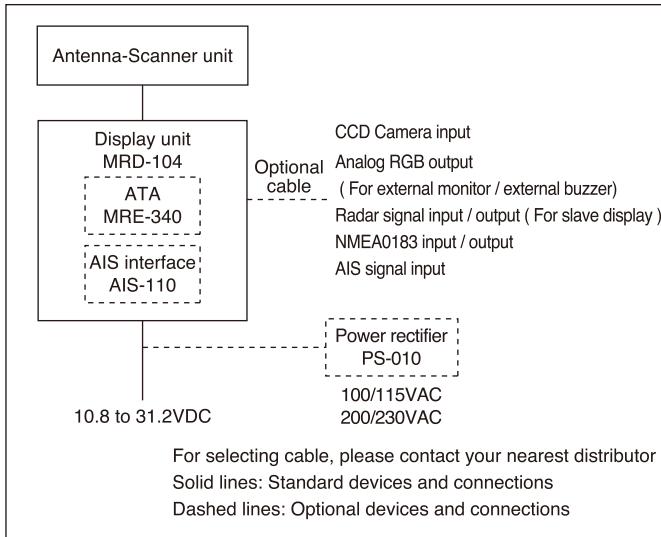 Antenna-Scanner unit
Display unit
MRD-104
ATA
MRE-340
AIS interface
AIS-110
Optional
cable
CCD Camera input
Analog RGB output
( For external monitor / external buzzer)
Radar signal input / output ( For slave display )
NMEA0183 input / output
AIS signal input
Power rectifier
PS-010
100/115VAC
200/230VAC
10.8 to 31.2VDC
For selecting cable, please contact your nearest distributor
Solid lines: Standard devices and connections
Dashed lines: Optional devices and connections